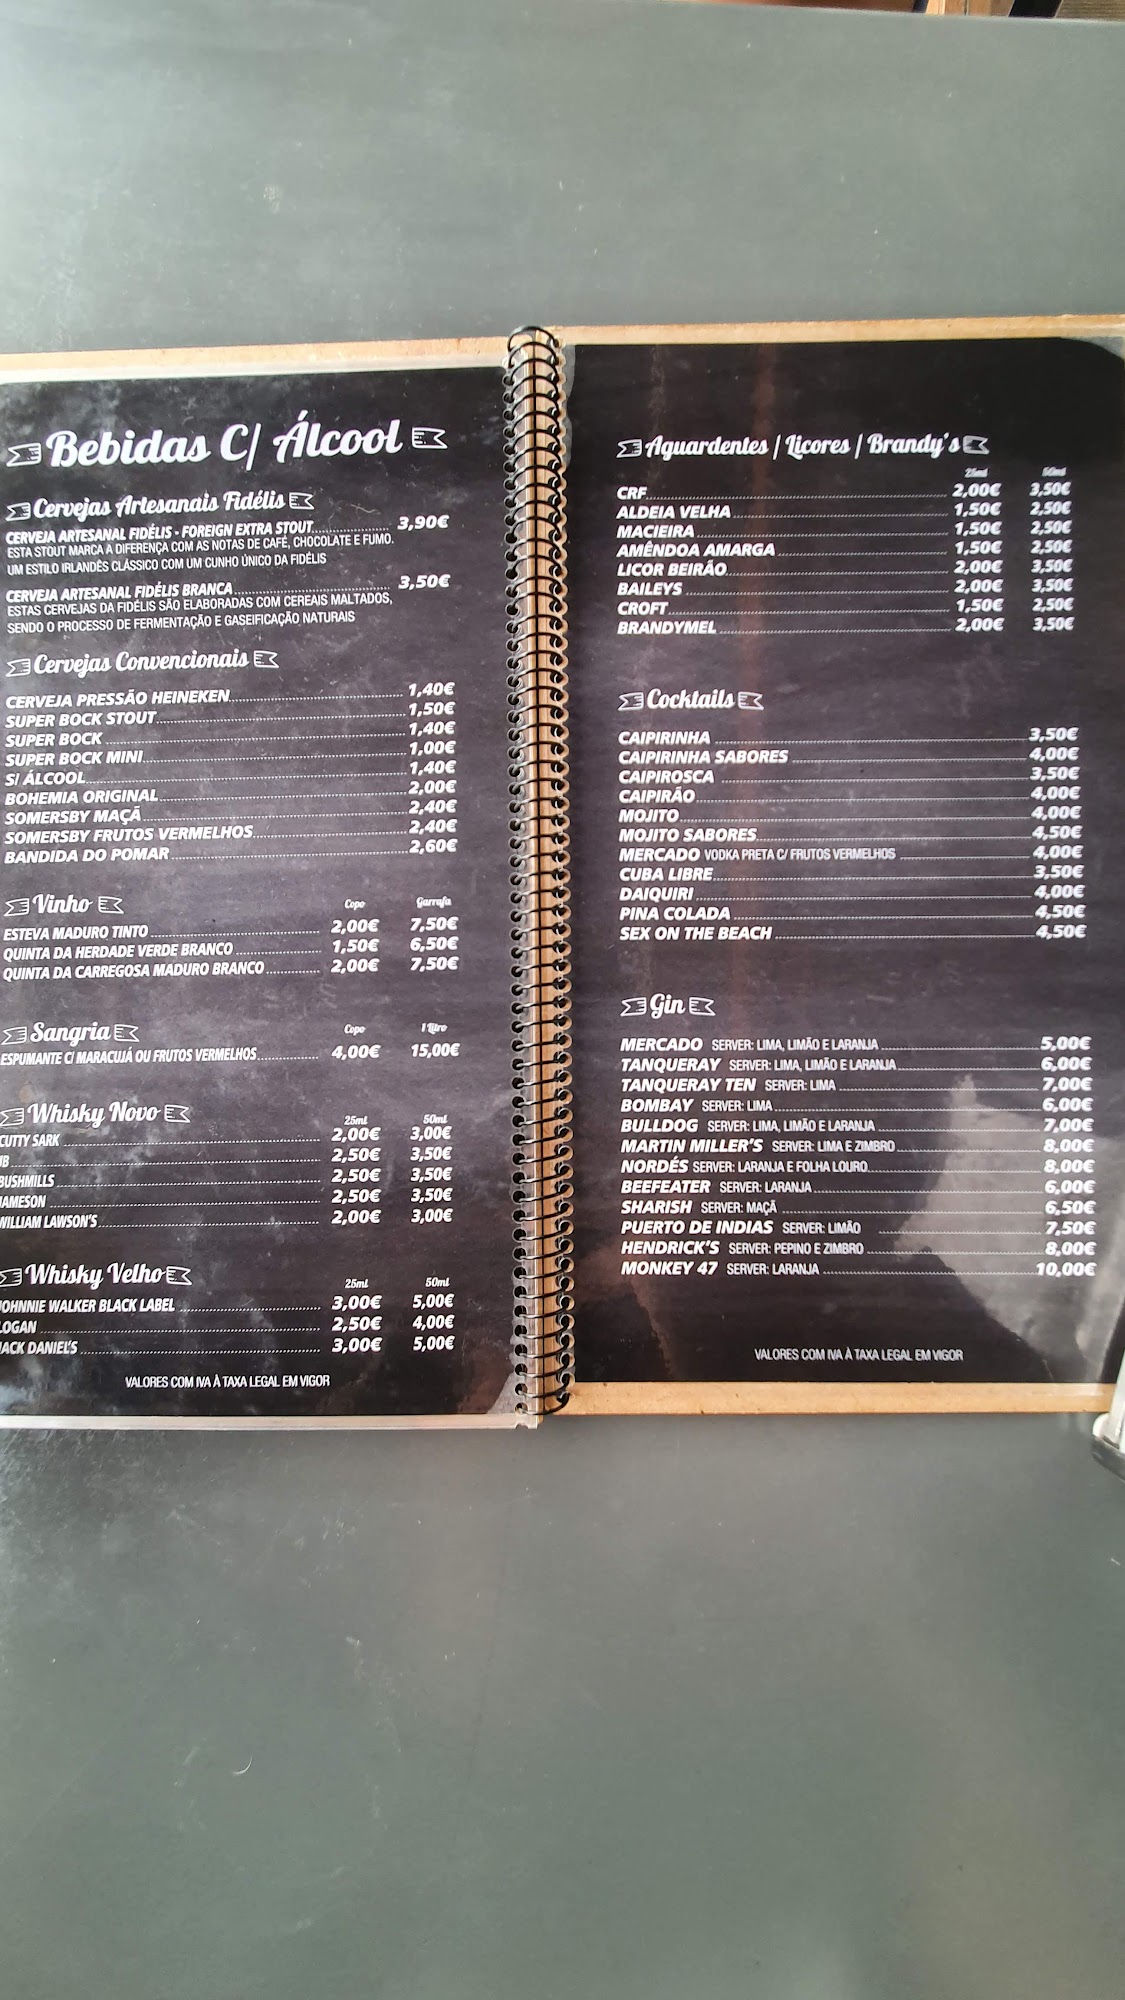 Bebidas C/ Álcool
Cervejas Artesanais Fidélis
CERVEJA ARTESANAL FIDÉLIS - FOREIGN EXTRA STOUT 3,90€
ESTA STOUT MARCA A DIFERENÇA COM AS NOTAS DE CAFÉ, CHOCOLATE E FUMO.
UM ESTILO IRLANDÊS CLÁSSICO COM UM CUNHO ÚNICO DA FIDÉLIS
CERVEJA ARTESANAL FIDÉLIS BRANCA 3,50€
ESTAS CERVEJAS DA FIDÉLIS SÃO ELABORADAS COM CEREAIS MALTADOS,
SENDO O PROCESSO DE FERMENTAÇÃO E GASEIFICAÇÃO NATURAIS
Cervejas Convencionais
CERVEJA PRESSÃO HEINEKEN 1,40€
SUPER BOCK STOUT 1,50€
SUPER BOCK 1,40€
SUPER BOCK MINI 1,00€
S/ ÁLCOOL 1,40€
BOHEMIA ORIGINAL 2,00€
SOMERSBY MAÇÃ 2,40€
SOMERSBY FRUTOS VERMELHOS 2,40€
BANDIDA DO POMAR 2,60€
Vinho Copo Garrafa
ESTEVA MADURO TINTO 2,00€ 7,50€
QUINTA DA HERDADE VERDE BRANCO 1,50€ 6,50€
QUINTA DA CARREGOSA MADURO BRANCO 2,00€ 7,50€
Sangria Copo 1 litro
ESPUMANTE C/ MARACUJÁ OU FRUTOS VERMELHOS 4,00€ 15,00€
Whisky Novo 25ml 50ml
CUTTY SARK 2,00€ 3,00€
JB 2,50€ 3,50€
BUSHMILLS 2,50€ 3,50€
JAMESON 2,50€ 3,50€
WILLIAM LAWSON'S 2,00€ 3,00€
Whisky Velho 25ml 50ml
JOHNNIE WALKER BLACK LABEL 3,00€ 5,00€
LOGAN 2,50€ 4,00€
JACK DANIEL'S 3,00€ 5,00€
VALORES COM IVA À TAXA LEGAL EM VIGOR
Aguardentes / Licores / Brandy's
25ml 50ml
CRF 2,00€ 3,50€
ALDEIA VELHA 1,50€ 2,50€
MACIEIRA 1,50€ 2,50€
AMÊNDOA AMARGA 1,50€ 2,50€
LICOR BEIRÃO 2,00€ 3,50€
BAILEYS 2,00€ 3,50€
CROFT 1,50€ 2,50€
BRANDYMEL 2,00€ 3,50€
Cocktails
CAIPIRINHA 3,50€
CAIPIRINHA SABORES 4,00€
CAIPIROSCA 3,50€
CAIPIRÃO 4,00€
MOJITO 4,00€
MOJITO SABORES 4,50€
MERCADO VODKA PRETA C/ FRUTOS VERMELHOS 4,00€
CUBA LIBRE 3,50€
DAIQUIRI 4,00€
PINA COLADA 4,50€
SEX ON THE BEACH 4,50€
Gin
MERCADO SERVER: LIMA, LIMÃO E LARANJA 5,00€
TANQUERAY SERVER: LIMA, LIMÃO E LARANJA 6,00€
TANQUERAY TEN SERVER: LIMA 7,00€
BOMBAY SERVER: LIMA 6,00€
BULLDOG SERVER: LIMA, LIMÃO E LARANJA 7,00€
MARTIN MILLER'S SERVER: LIMA E ZIMBRO 8,00€
NORDÉS SERVER: LARANJA E FOLHA LOURO 8,00€
BEEFEATER SERVER: LARANJA 6,00€
SHARISH SERVER: MAÇÃ 6,50€
PUERTO DE INDIAS SERVER: LIMÃO 7,50€
HENDRICK'S SERVER: PEPINO E ZIMBRO 8,00€
MONKEY 47 SERVER: LARANJA 10,00€
VALORES COM IVA À TAXA LEGAL EM VIGOR